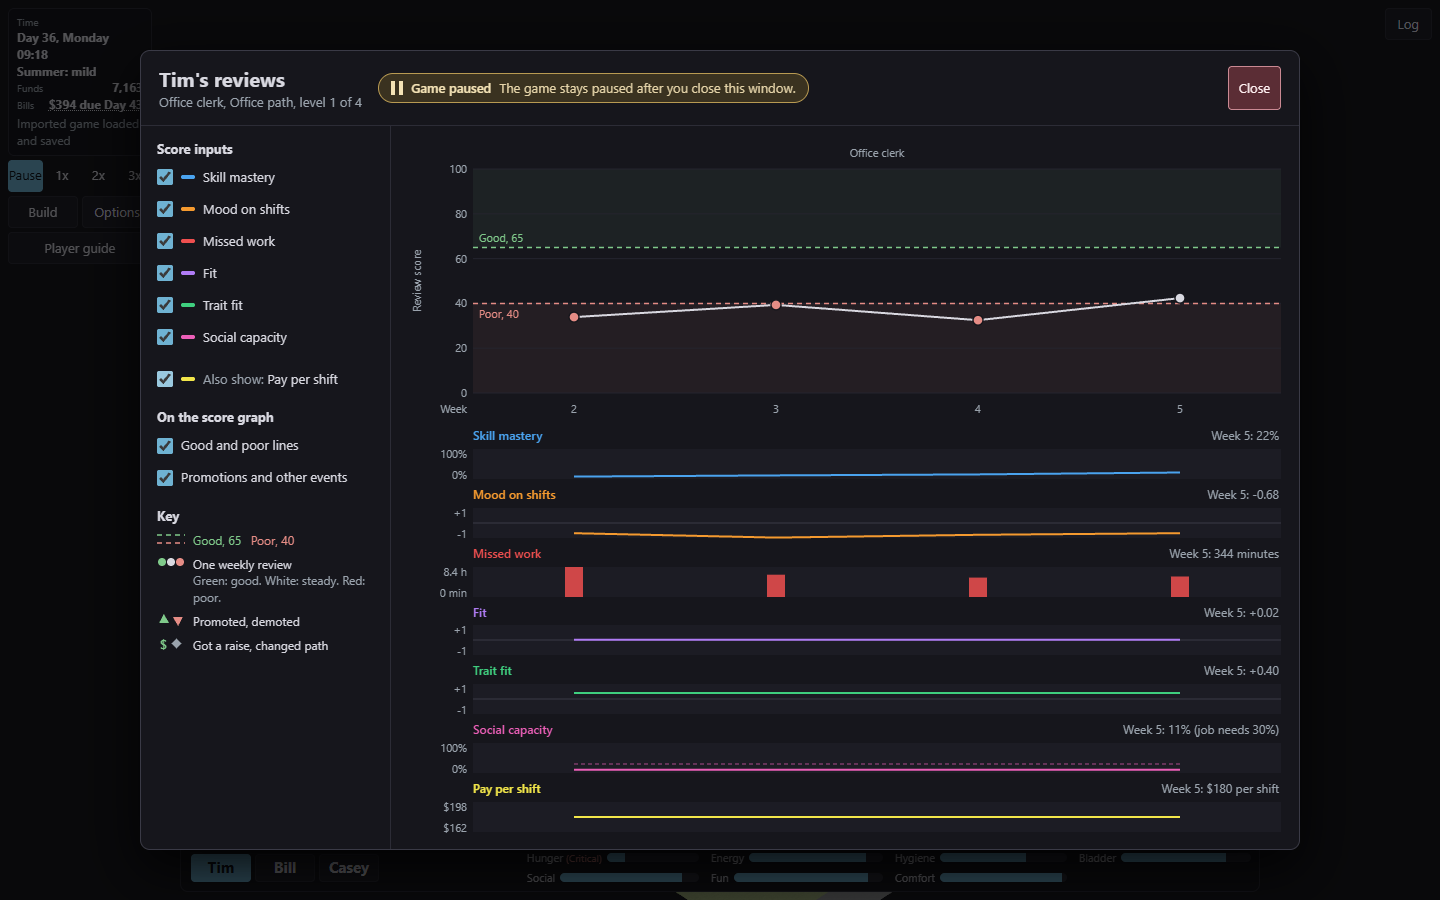 Time
Day 36, Monday
09:18
Summer: mild
Funds 7,163
Bills $394 due Day 43
Imported game loaded
and saved
Pause 1x 2x 3x
Build Options
Player guide
Log
Tim's reviews
Office clerk, Office path, level 1 of 4
Game paused The game stays paused after you close this window.
Close
Score inputs
Skill mastery
Mood on shifts
Missed work
Fit
Trait fit
Social capacity
Also show: Pay per shift
On the score graph
Good and poor lines
Promotions and other events
Key
Good, 65 Poor, 40
One weekly review
Green: good. White: steady. Red:
poor.
Promoted, demoted
$ Got a raise, changed path
Office clerk
Review score
100
80
Good, 65
60
40
Poor, 40
20
0
Week 2 3 4 5
Skill mastery Week 5: 22%
100%
0%
Mood on shifts Week 5: -0.68
+1
-1
Missed work Week 5: 344 minutes
8.4 h
0 min
Fit Week 5: +0.02
+1
-1
Trait fit Week 5: +0.40
+1
-1
Social capacity Week 5: 11% (job needs 30%)
100%
0%
Pay per shift Week 5: $180 per shift
$198
$162
Tim Bill Casey
Hunger (Critical) Energy Hygiene Bladder
Social Fun Comfort